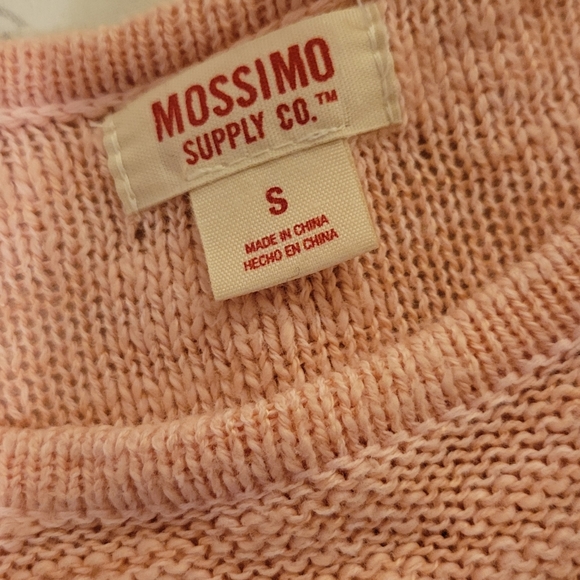 MOSSIMO
SUPPLY CO.™
S
MADE IN CHINA
HECHO EN CHINA